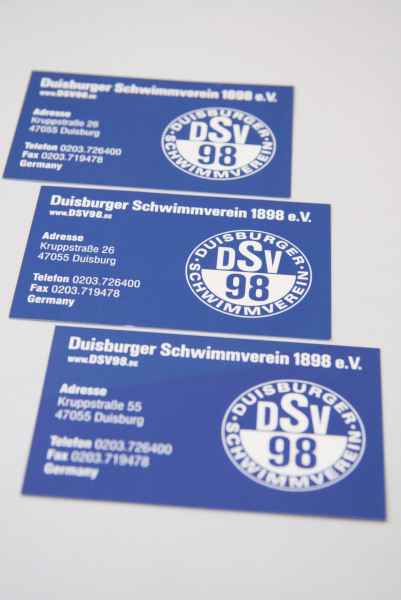 Duisburger Schwimmverein 1898 e.V.
www.DSV98.DE
Adresse
Kruppstraße 26
47055 Duisburg
Telefon 0203.726400
Fax 0203.719478
Germany
DUISBURGER
DSV
98
SCHWIMMVEREIN
Duisburger Schwimmverein 1898 e.V.
www.DSV98.DE
Adresse
Kruppstraße 26
47055 Duisburg
Telefon 0203.726400
Fax 0203.719478
Germany
DUISBURGER
DSV
98
SCHWIMMVEREIN
Duisburger Schwimmverein 1898 e.V.
www.DSV98.DE
Adresse
Kruppstraße 55
47055 Duisburg
Telefon 0203.726400
Fax 0203.719478
Germany
DUISBURGER
DSV
98
SCHWIMMVEREIN